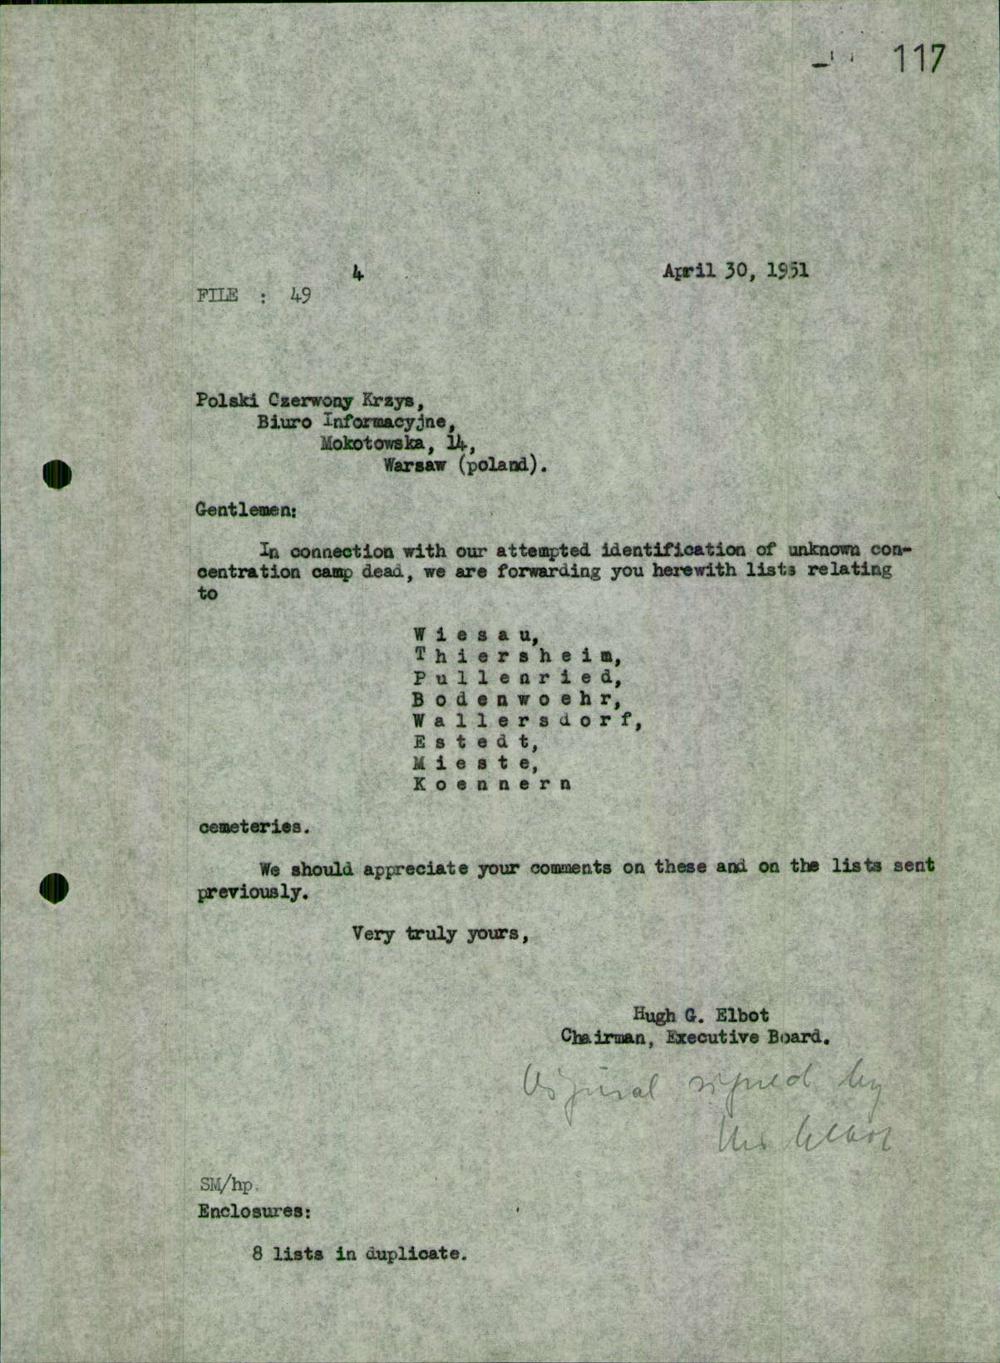 117
4
April 30, 1951
FILE : 49
Polski Czerwony Krzys,
Biuro Informacyjne,
Mokotowska, 14,
Warsaw (poland).
Gentlemen:
In connection with our attempted identification of unknown con-
centration camp dead, we are forwarding you herewith lists relating
to
W i e s a u,
T h i e r s h e i m,
P u l l e n r i e d,
B o d e n w o e h r,
W a l l e r s d o r f,
E s t e d t,
M i e s t e,
K o e n n e r n
cemeteries.
We should appreciate your comments on these and on the lists sent
previously.
Very truly yours,
Hugh G. Elbot
Chairman, Executive Board.
Original signed by
Elbot
SM/hp.
Enclosures:
8 lists in duplicate.